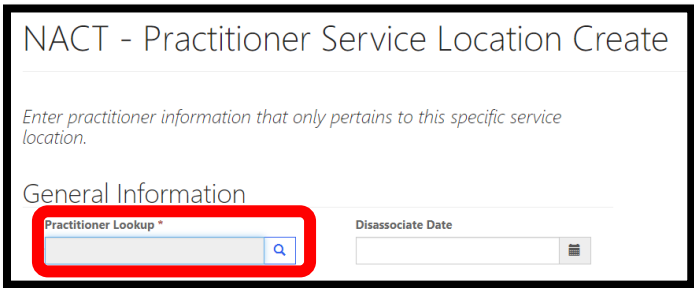 NACT - Practitioner Service Location Create
Enter practitioner information that only pertains to this specific service
location.
General Information
Practitioner Lookup *
Disassociate Date